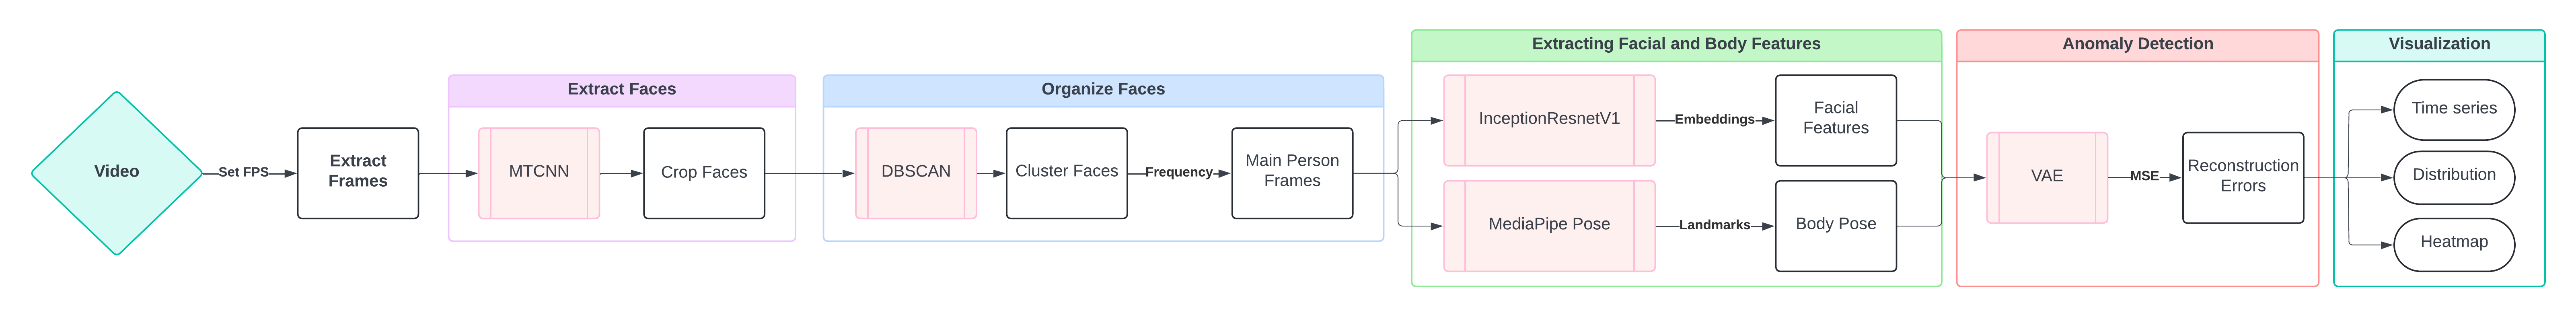 Video
Set FPS
Extract
Frames
Extract Faces
MTCNN
Crop Faces
Organize Faces
DBSCAN
Cluster Faces
Frequency
Main Person
Frames
Extracting Facial and Body Features
InceptionResnetV1
Embeddings
Facial
Features
MediaPipe Pose
Landmarks
Body Pose
Anomaly Detection
VAE
MSE
Reconstruction
Errors
Visualization
Time series
Distribution
Heatmap